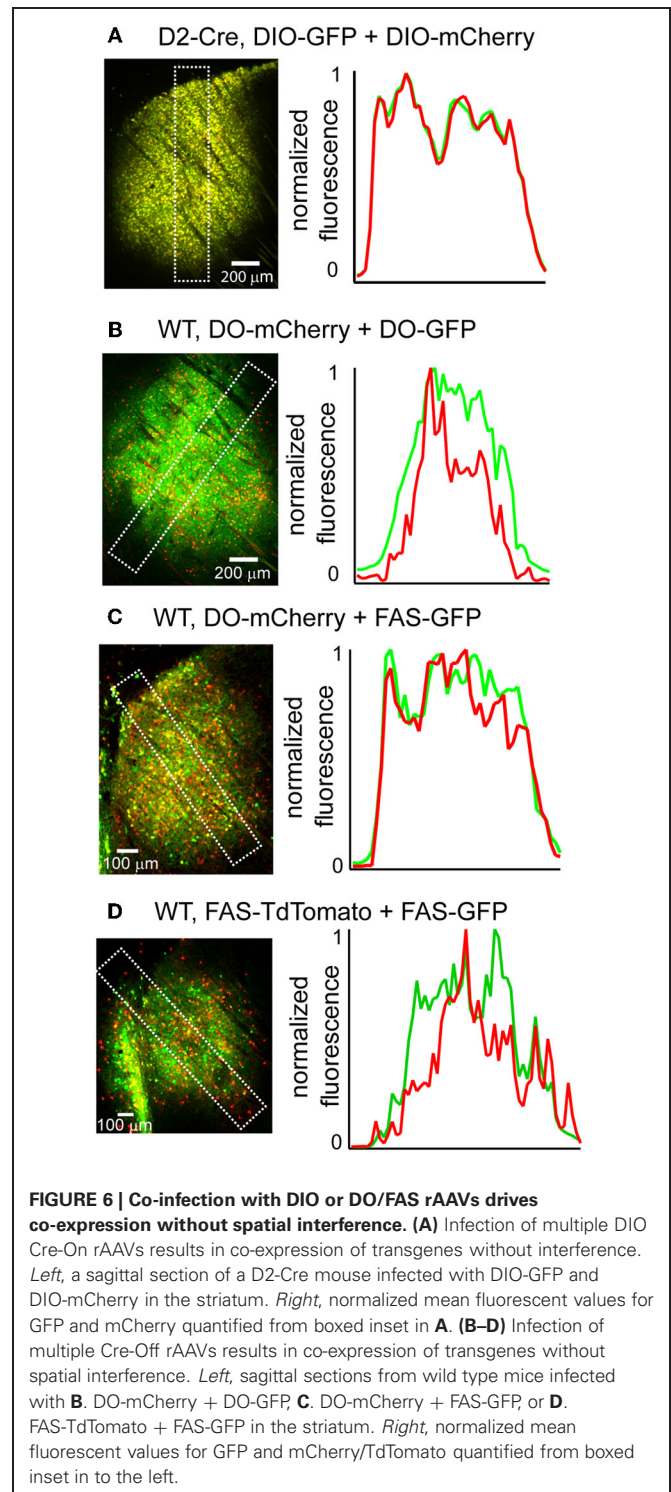 A D2-Cre, DIO-GFP + DIO-mCherry
200 μm
normalized
fluorescence
1
0
B WT, DO-mCherry + DO-GFP
200 μm
normalized
fluorescence
1
0
C WT, DO-mCherry + FAS-GFP
100 μm
normalized
fluorescence
1
0
D WT, FAS-TdTomato + FAS-GFP
100 μm
normalized
fluorescence
1
0
FIGURE 6 | Co-infection with DIO or DO/FAS rAAVs drives
co-expression without spatial interference. (A) Infection of multiple DIO
Cre-On rAAVs results in co-expression of transgenes without interference.
Left, a sagittal section of a D2-Cre mouse infected with DIO-GFP and
DIO-mCherry in the striatum. Right, normalized mean fluorescent values for
GFP and mCherry quantified from boxed inset in A. (B–D) Infection of
multiple Cre-Off rAAVs results in co-expression of transgenes without
spatial interference. Left, sagittal sections from wild type mice infected
with B. DO-mCherry + DO-GFP, C. DO-mCherry + FAS-GFP, or D.
FAS-TdTomato + FAS-GFP in the striatum. Right, normalized mean
fluorescent values for GFP and mCherry/TdTomato quantified from boxed
inset in to the left.